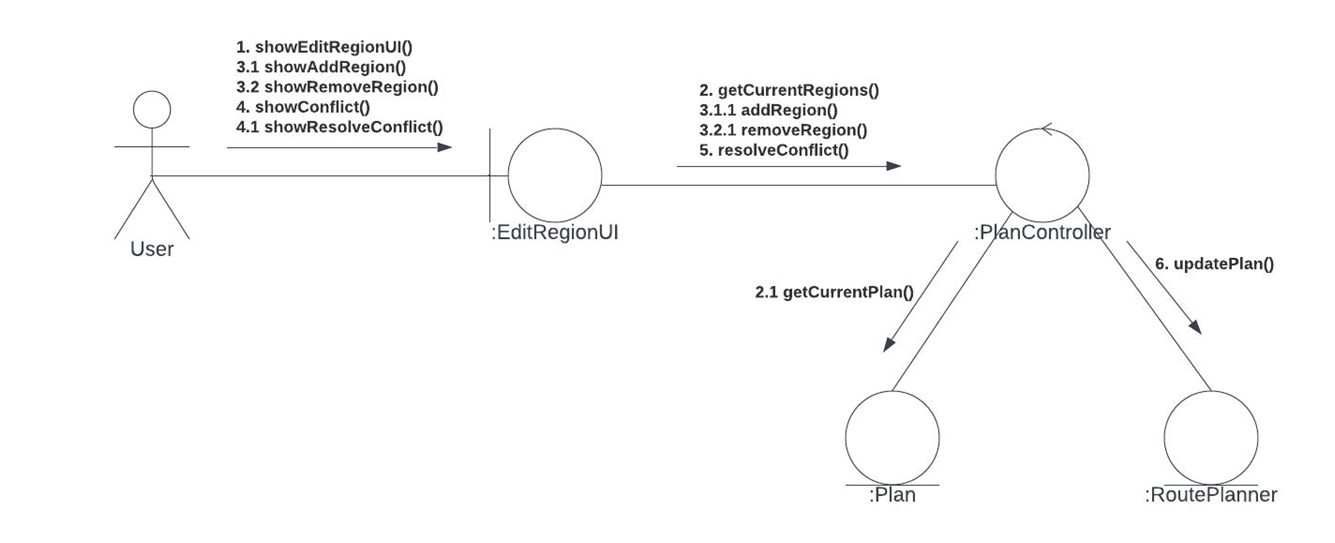 1. showEditRegionUI()
3.1 showAddRegion()
3.2 showRemoveRegion()
4. showConflict()
4.1 showResolveConflict()
2. getCurrentRegions()
3.1.1 addRegion()
3.2.1 removeRegion()
5. resolveConflict()
User
:EditRegionUI
:PlanController
2.1 getCurrentPlan()
6. updatePlan()
:Plan
:RoutePlanner